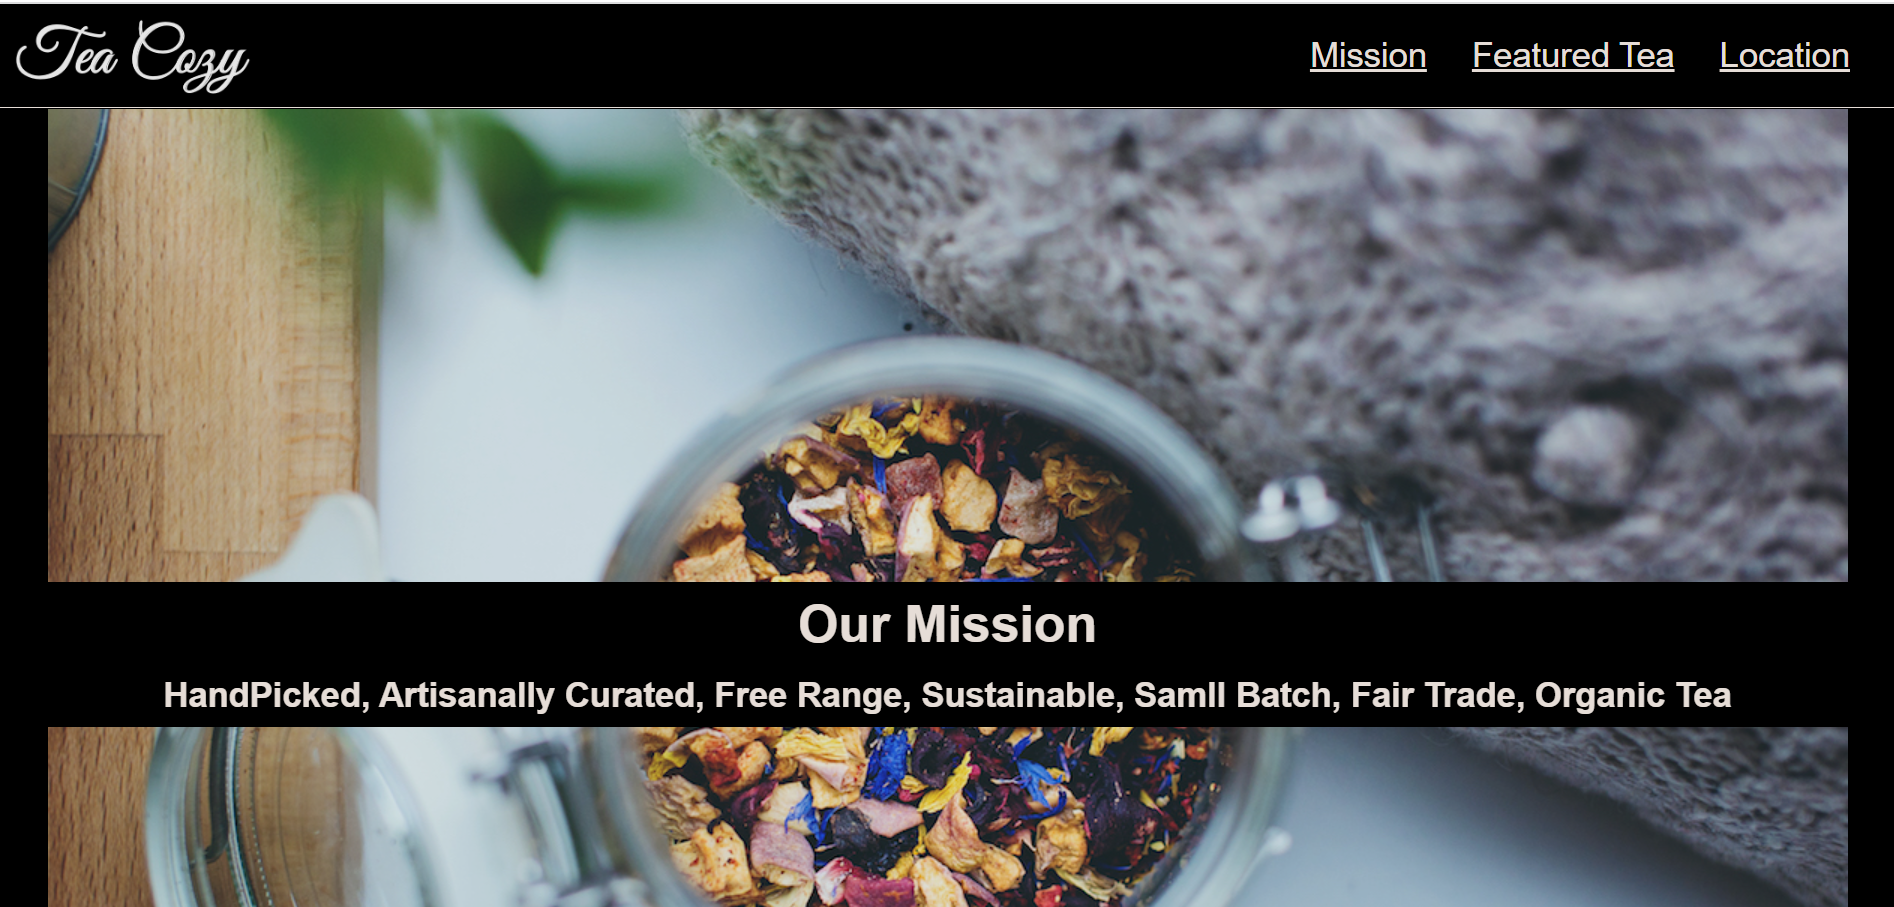 Tea Cozy
Mission Featured Tea Location
Our Mission
HandPicked, Artisanally Curated, Free Range, Sustainable, Samll Batch, Fair Trade, Organic Tea